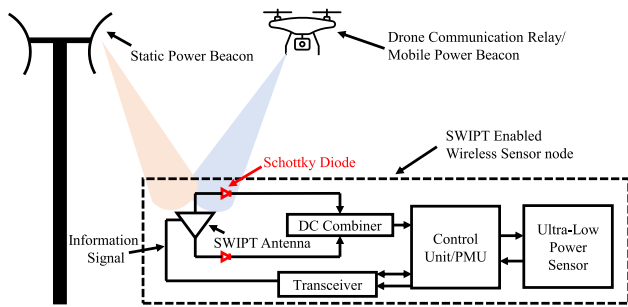 Static Power Beacon
Drone Communication Relay/
Mobile Power Beacon
SWIPT Enabled
Wireless Sensor node
Schottky Diode
Information
Signal
SWIPT Antenna
DC Combiner
Transceiver
Control
Unit/PMU
Ultra-Low
Power
Sensor